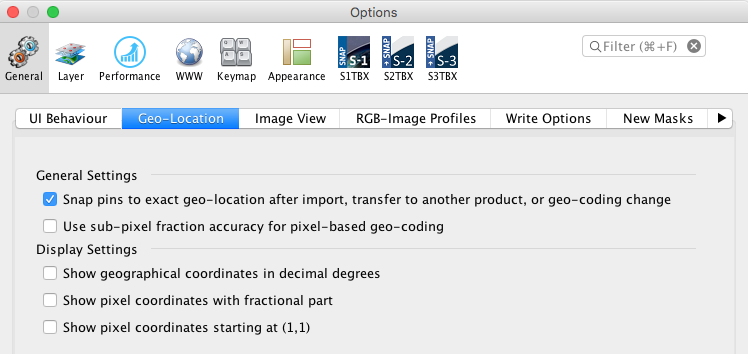 Options
General
Layer
Performance
WWW
Keymap
Appearance
SNAP S-1
S1TBX
SNAP S-2
S2TBX
SNAP S-3
S3TBX
Filter (⌘+F)
UI Behaviour
Geo-Location
Image View
RGB-Image Profiles
Write Options
New Masks
General Settings
Snap pins to exact geo-location after import, transfer to another product, or geo-coding change
Use sub-pixel fraction accuracy for pixel-based geo-coding
Display Settings
Show geographical coordinates in decimal degrees
Show pixel coordinates with fractional part
Show pixel coordinates starting at (1,1)